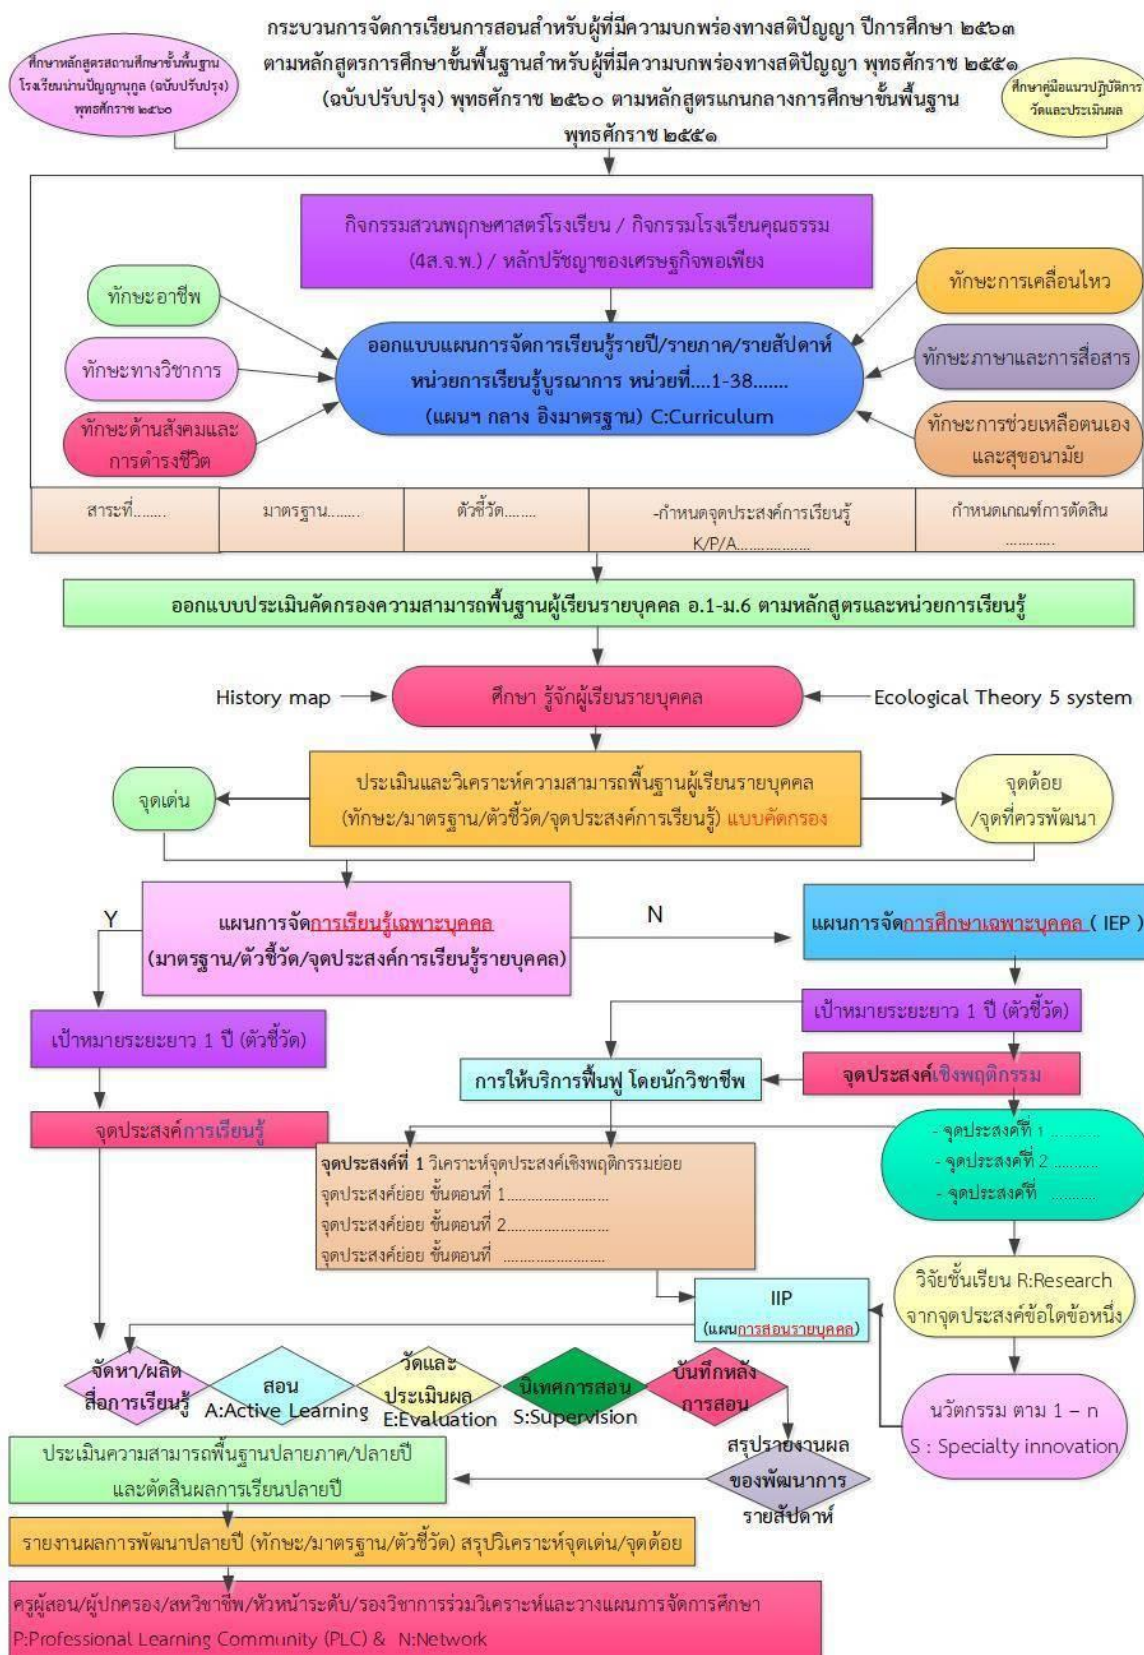 กระบวนการจัดการเรียนการสอนสำหรับผู้ที่มีความบกพร่องทางสติปัญญา ปีการศึกษา ๒๕๖๓
ตามหลักสูตรการศึกษาขั้นพื้นฐานสำหรับผู้ที่มีความบกพร่องทางสติปัญญา พุทธศักราช ๒๕๕๑
(ฉบับปรับปรุง) พุทธศักราช ๒๕๖๐ ตามหลักสูตรแกนกลางการศึกษาขั้นพื้นฐาน
พุทธศักราช ๒๕๕๑
ศึกษาหลักสูตรสถานศึกษาขั้นพื้นฐาน
โรงเรียนน่านปัญญานุกูล (ฉบับปรับปรุง)
พุทธศักราช ๒๕๖๐
ศึกษาคู่มือแนวปฏิบัติการ
วัดและประเมินผล
กิจกรรมสวนพฤกษศาสตร์โรงเรียน / กิจกรรมโรงเรียนคุณธรรม
(4ส.จ.พ.) / หลักปรัชญาของเศรษฐกิจพอเพียง
ทักษะอาชีพ
ทักษะทางวิชาการ
ทักษะด้านสังคมและ
การดำรงชีวิต
ออกแบบแผนการจัดการเรียนรู้รายปี/รายภาค/รายสัปดาห์
หน่วยการเรียนรู้บูรณาการ หน่วยที่....1-38.......
(แผนฯ กลาง อิงมาตรฐาน) C:Curriculum
ทักษะการเคลื่อนไหว
ทักษะภาษาและการสื่อสาร
ทักษะการช่วยเหลือตนเอง
และสุขอนามัย
สาระที่........
มาตรฐาน........
ตัวชี้วัด........
-กำหนดจุดประสงค์การเรียนรู้
K/P/A..................
กำหนดเกณฑ์การตัดสิน
............
ออกแบบประเมินคัดกรองความสามารถพื้นฐานผู้เรียนรายบุคคล อ.1-ม.6 ตามหลักสูตรและหน่วยการเรียนรู้
History map
ศึกษา รู้จักผู้เรียนรายบุคคล
Ecological Theory 5 system
จุดเด่น
ประเมินและวิเคราะห์ความสามารถพื้นฐานผู้เรียนรายบุคคล
(ทักษะ/มาตรฐาน/ตัวชี้วัด/จุดประสงค์การเรียนรู้) แบบคัดกรอง
จุดด้อย
/จุดที่ควรพัฒนา
Y
แผนการจัดการเรียนรู้เฉพาะบุคคล
(มาตรฐาน/ตัวชี้วัด/จุดประสงค์การเรียนรู้รายบุคคล)
N
แผนการจัดการศึกษาเฉพาะบุคคล ( IEP )
เป้าหมายระยะยาว 1 ปี (ตัวชี้วัด)
เป้าหมายระยะยาว 1 ปี (ตัวชี้วัด)
การให้บริการฟื้นฟู โดยนักวิชาชีพ
จุดประสงค์เชิงพฤติกรรม
จุดประสงค์การเรียนรู้
- จุดประสงค์ที่ 1 ............
- จุดประสงค์ที่ 2 ...........
- จุดประสงค์ที่ ............
จุดประสงค์ที่ 1 วิเคราะห์จุดประสงค์เชิงพฤติกรรมย่อย
จุดประสงค์ย่อย ขั้นตอนที่ 1........................
จุดประสงค์ย่อย ขั้นตอนที่ 2........................
จุดประสงค์ย่อย ขั้นตอนที่ ........................
IIP
(แผนการสอนรายบุคคล)
วิจัยชั้นเรียน R:Research
จากจุดประสงค์ข้อใดข้อหนึ่ง
นวัตกรรม ตาม 1 – n
S : Specialty innovation
จัดหา/ผลิต
สื่อการเรียนรู้
สอน
A:Active Learning
วัดและ
ประเมินผล
E:Evaluation
นิเทศการสอน
S:Supervision
บันทึกหลัง
การสอน
สรุปรายงานผล
ของพัฒนาการ
รายสัปดาห์
ประเมินความสามารถพื้นฐานปลายภาค/ปลายปี
และตัดสินผลการเรียนปลายปี
รายงานผลการพัฒนาปลายปี (ทักษะ/มาตรฐาน/ตัวชี้วัด) สรุปวิเคราะห์จุดเด่น/จุดด้อย
ครูผู้สอน/ผู้ปกครอง/สหวิชาชีพ/หัวหน้าระดับ/รองวิชาการร่วมวิเคราะห์และวางแผนการจัดการศึกษา
P:Professional Learning Community (PLC) & N:Network